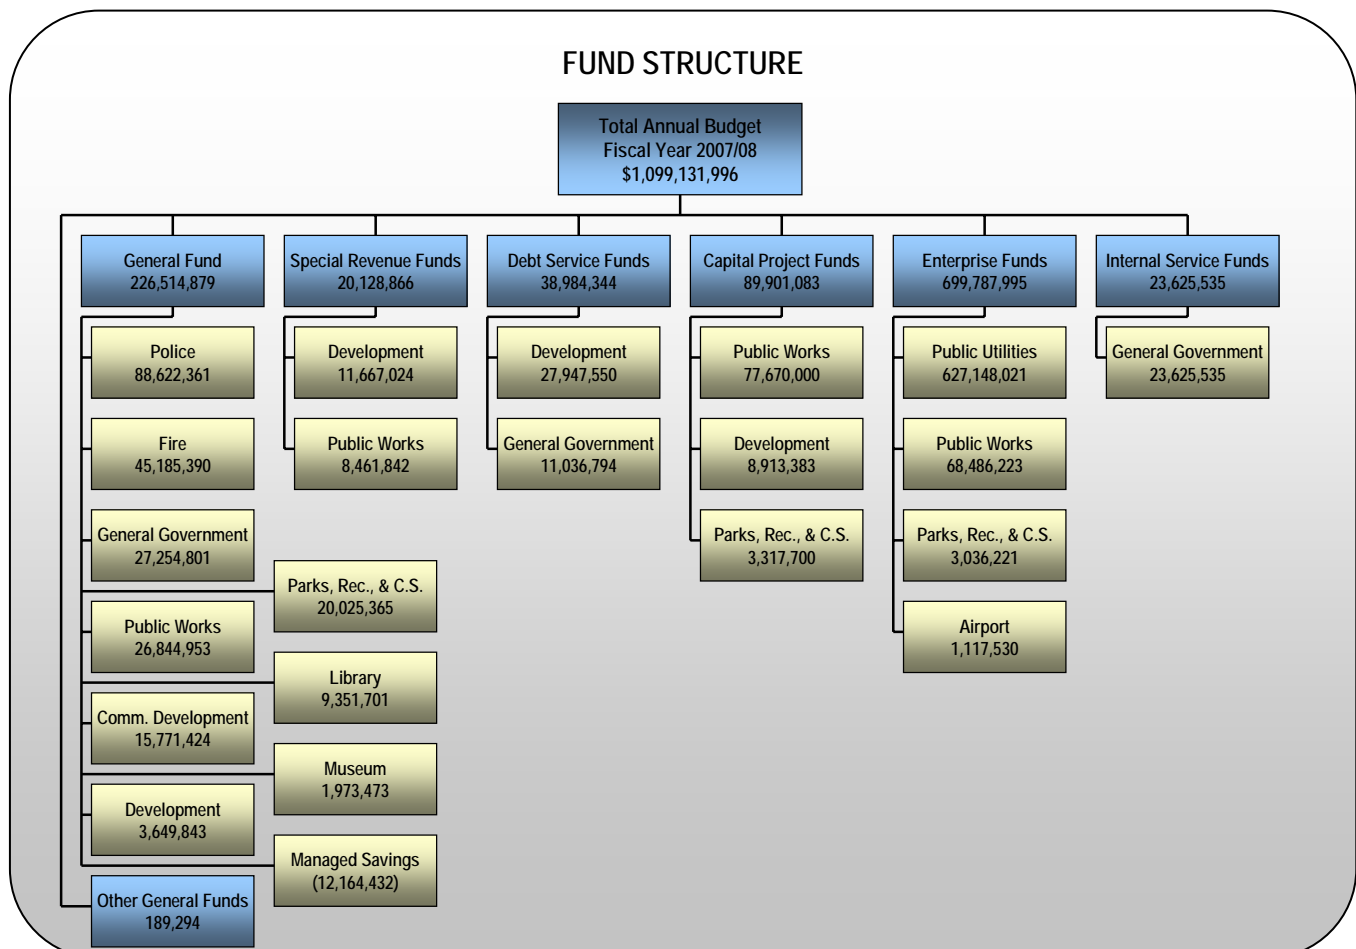 FUND STRUCTURE
Total Annual Budget
Fiscal Year 2007/08
$1,099,131,996
General Fund
226,514,879
Special Revenue Funds
20,128,866
Debt Service Funds
38,984,344
Capital Project Funds
89,901,083
Enterprise Funds
699,787,995
Internal Service Funds
23,625,535
Police
88,622,361
Fire
45,185,390
General Government
27,254,801
Parks, Rec., & C.S.
20,025,365
Public Works
26,844,953
Library
9,351,701
Comm. Development
15,771,424
Museum
1,973,473
Development
3,649,843
Managed Savings
(12,164,432)
Other General Funds
189,294
Development
11,667,024
Public Works
8,461,842
Development
27,947,550
General Government
11,036,794
Public Works
77,670,000
Development
8,913,383
Parks, Rec., & C.S.
3,317,700
Public Utilities
627,148,021
Public Works
68,486,223
Parks, Rec., & C.S.
3,036,221
Airport
1,117,530
General Government
23,625,535